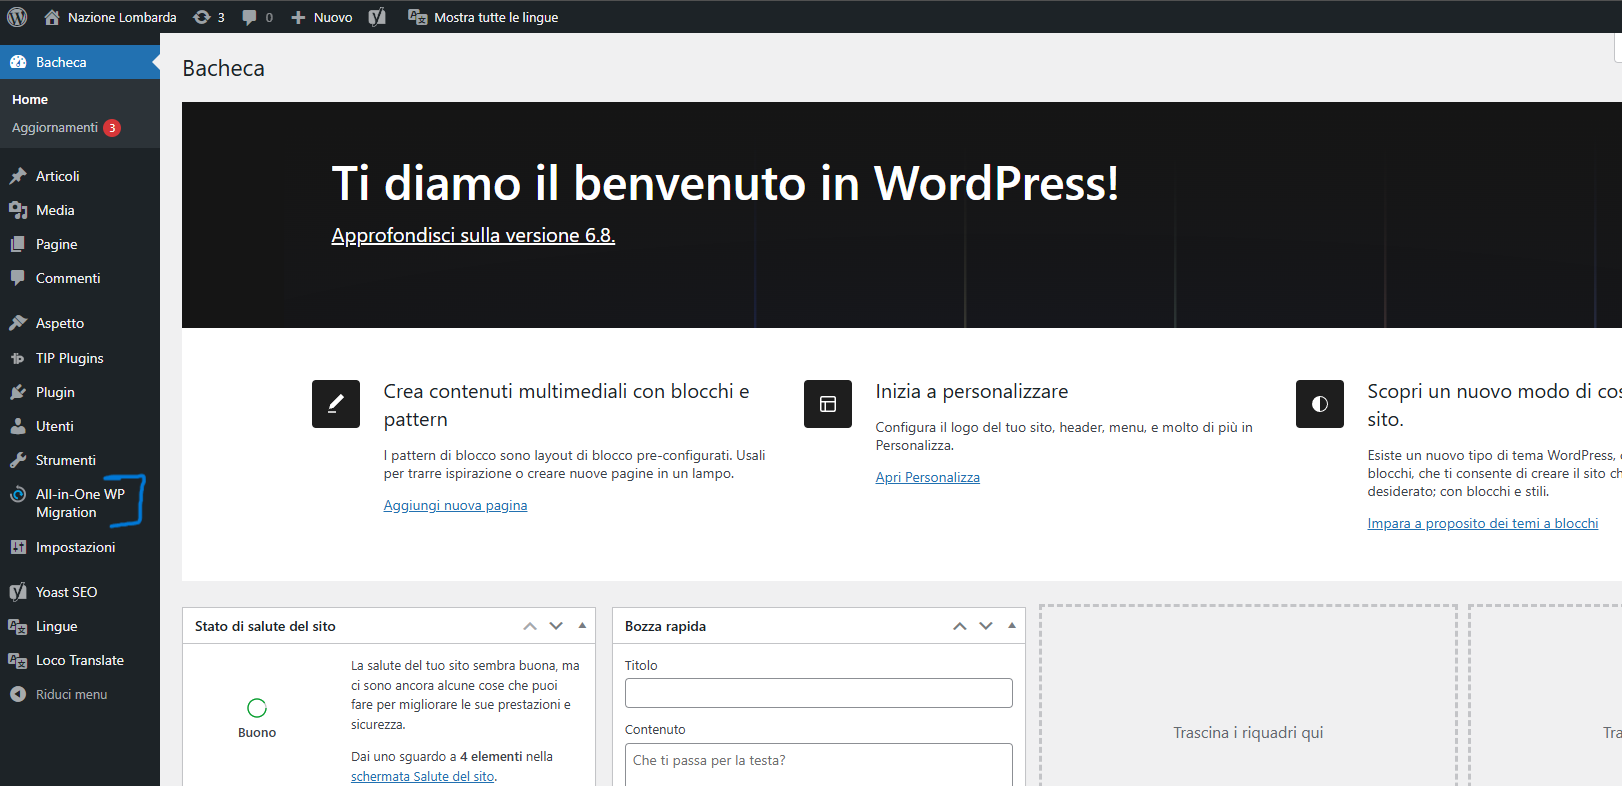 Nazione Lombarda 3 0 Nuovo Mostra tutte le lingue
Bacheca
Home
Aggiornamenti 3
Articoli
Media
Pagine
Commenti
Aspetto
TIP Plugins
Plugin
Utenti
Strumenti
All-in-One WP
Migration
Impostazioni
Yoast SEO
Lingue
Loco Translate
Riduci menu
Bacheca
Ti diamo il benvenuto in WordPress!
Approfondisci sulla versione 6.8.
Crea contenuti multimediali con blocchi e
pattern
I pattern di blocco sono layout di blocco pre-configurati. Usali
per trarre ispirazione o creare nuove pagine in un lampo.
Aggiungi nuova pagina
Inizia a personalizzare
Configura il logo del tuo sito, header, menu, e molto di più in
Personalizza.
Apri Personalizza
Scopri un nuovo modo di cos
sito.
Esiste un nuovo tipo di tema WordPress,
blocchi, che ti consente di creare il sito ch
desiderato; con blocchi e stili.
Impara a proposito dei temi a blocchi
Stato di salute del sito
Buono
La salute del tuo sito sembra buona, ma
ci sono ancora alcune cose che puoi
fare per migliorare le sue prestazioni e
sicurezza.
Dai uno sguardo a 4 elementi nella
schermata Salute del sito.
Bozza rapida
Titolo
Contenuto
Che ti passa per la testa?
Trascina i riquadri qui
Tra